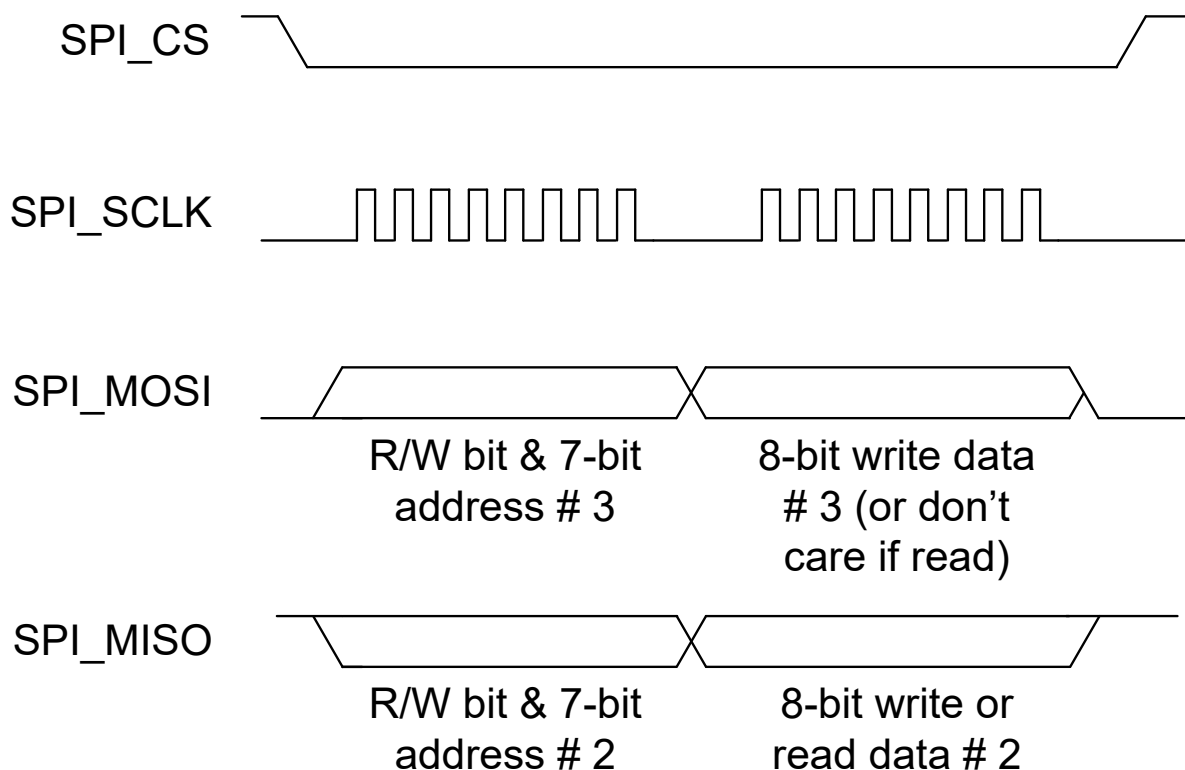 SPI_CS
SPI_SCLK
SPI_MOSI
R/W bit & 7-bit
address # 3
8-bit write data
# 3 (or don’t
care if read)
SPI_MISO
R/W bit & 7-bit
address # 2
8-bit write or
read data # 2